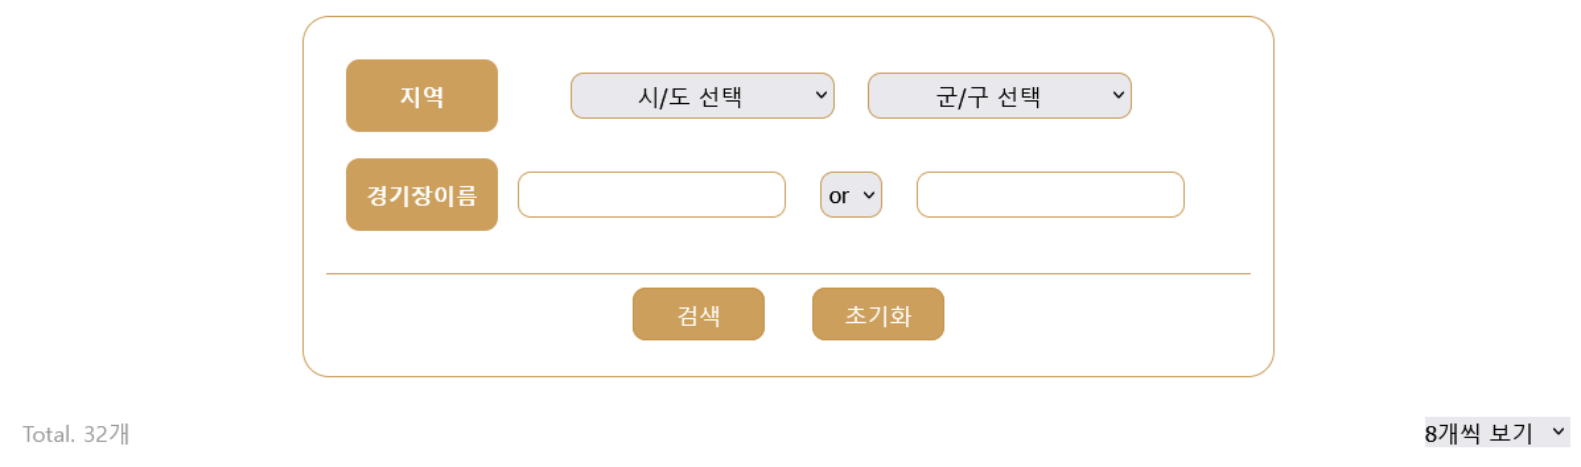 지역 시/도 선택 군/구 선택
경기장이름 or
검색 초기화
Total. 32개 8개씩 보기